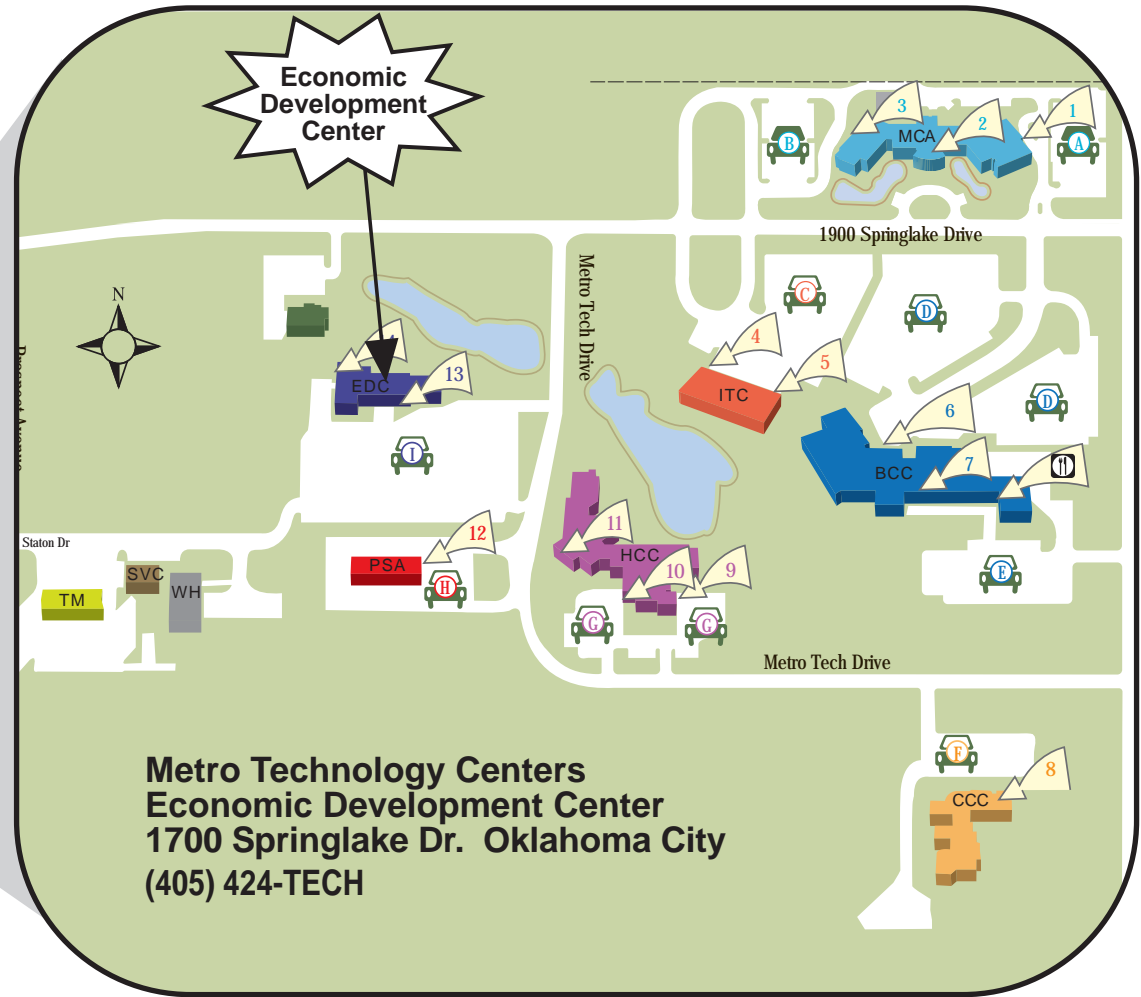 Economic
Development
Center
3
2
1
MCA
B
A
1900 Springlake Drive
N
Metro Tech Drive
C
D
4
5
ITC
13
EDC
D
6
I
7
BCC
Staton Dr
12
11
PSA
HCC
SVC
WH
TM
H
10
9
E
G
G
Metro Tech Drive
F
8
CCC
Metro Technology Centers
Economic Development Center
1700 Springlake Dr. Oklahoma City
(405) 424-TECH